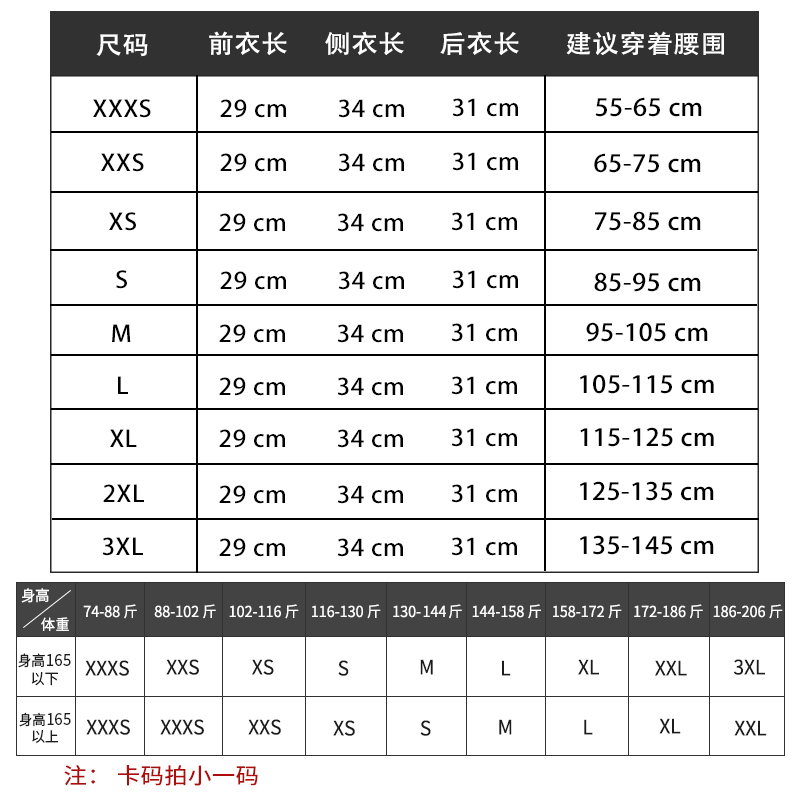 尺码 前衣长 侧衣长 后衣长 建议穿着腰围
XXXS 29 cm 34 cm 31 cm 55-65 cm
XXS 29 cm 34 cm 31 cm 65-75 cm
XS 29 cm 34 cm 31 cm 75-85 cm
S 29 cm 34 cm 31 cm 85-95 cm
M 29 cm 34 cm 31 cm 95-105 cm
L 29 cm 34 cm 31 cm 105-115 cm
XL 29 cm 34 cm 31 cm 115-125 cm
2XL 29 cm 34 cm 31 cm 125-135 cm
3XL 29 cm 34 cm 31 cm 135-145 cm
身高
体重 74-88 斤 88-102 斤 102-116 斤 116-130 斤 130-144 斤 144-158 斤 158-172 斤 172-186 斤 186-206 斤
身高165
以下 XXXS XXS XS S M L XL XXL 3XL
身高165
以上 XXXS XXXS XXS XS S M L XL XXL
注： 卡码拍小一码